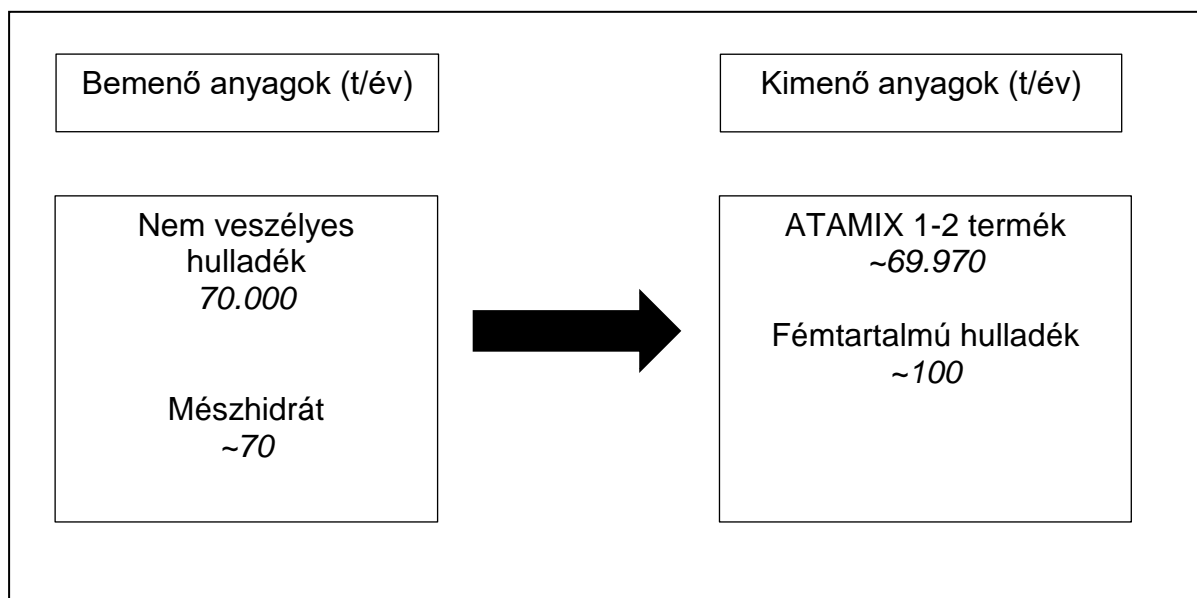 Bemenő anyagok (t/év)
Kimenő anyagok (t/év)
Nem veszélyes
hulladék
70.000
Mészhidrát
~70
ATAMIX 1-2 termék
~69.970
Fémtartalmú hulladék
~100